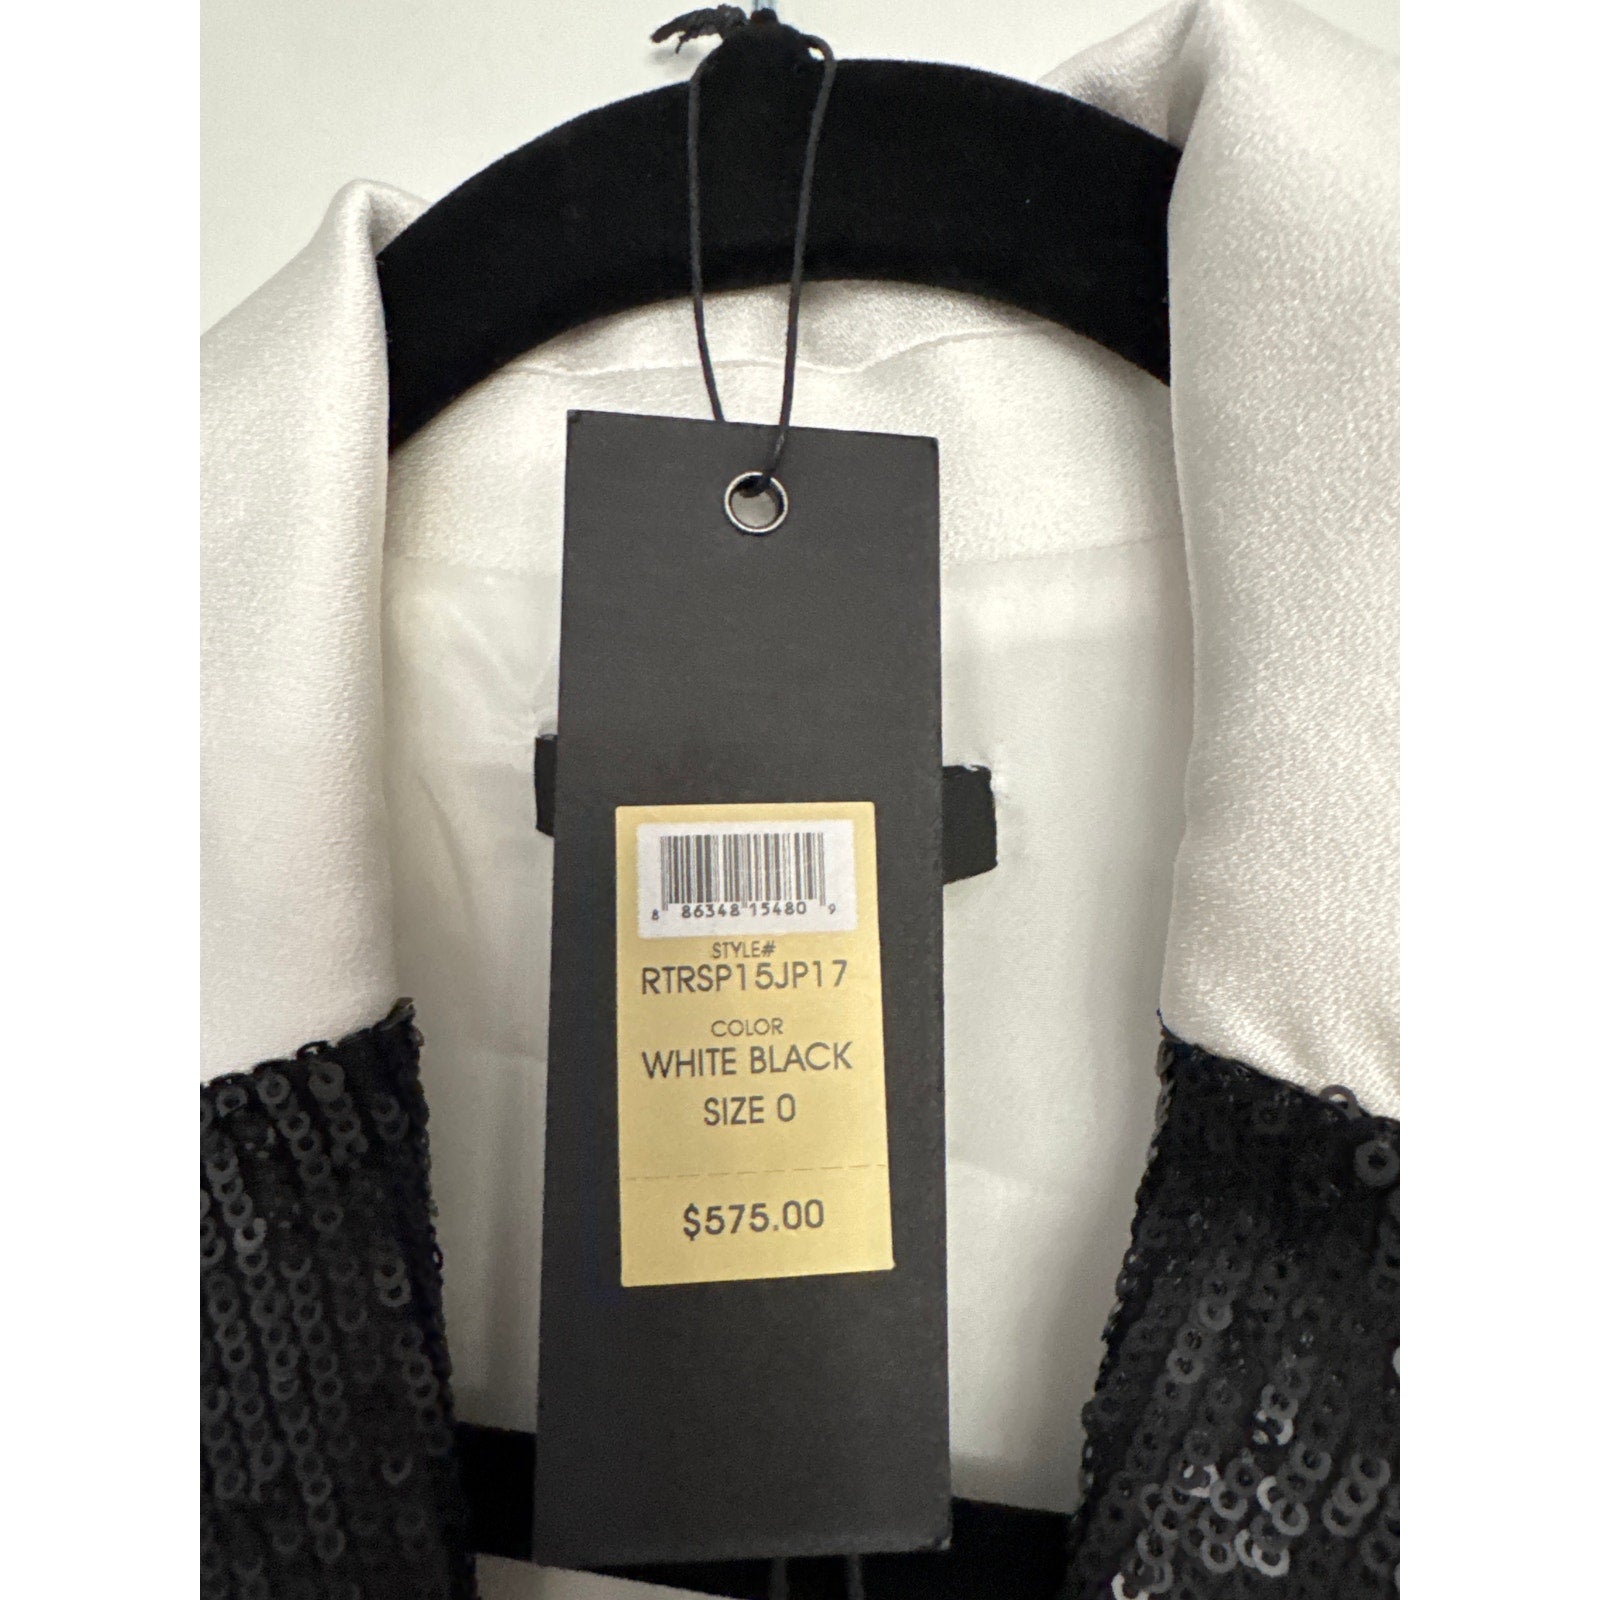 8 86348 15480 9
STYLE#
RTRSP15JP17
COLOR
WHITE BLACK
SIZE 0
$575.00